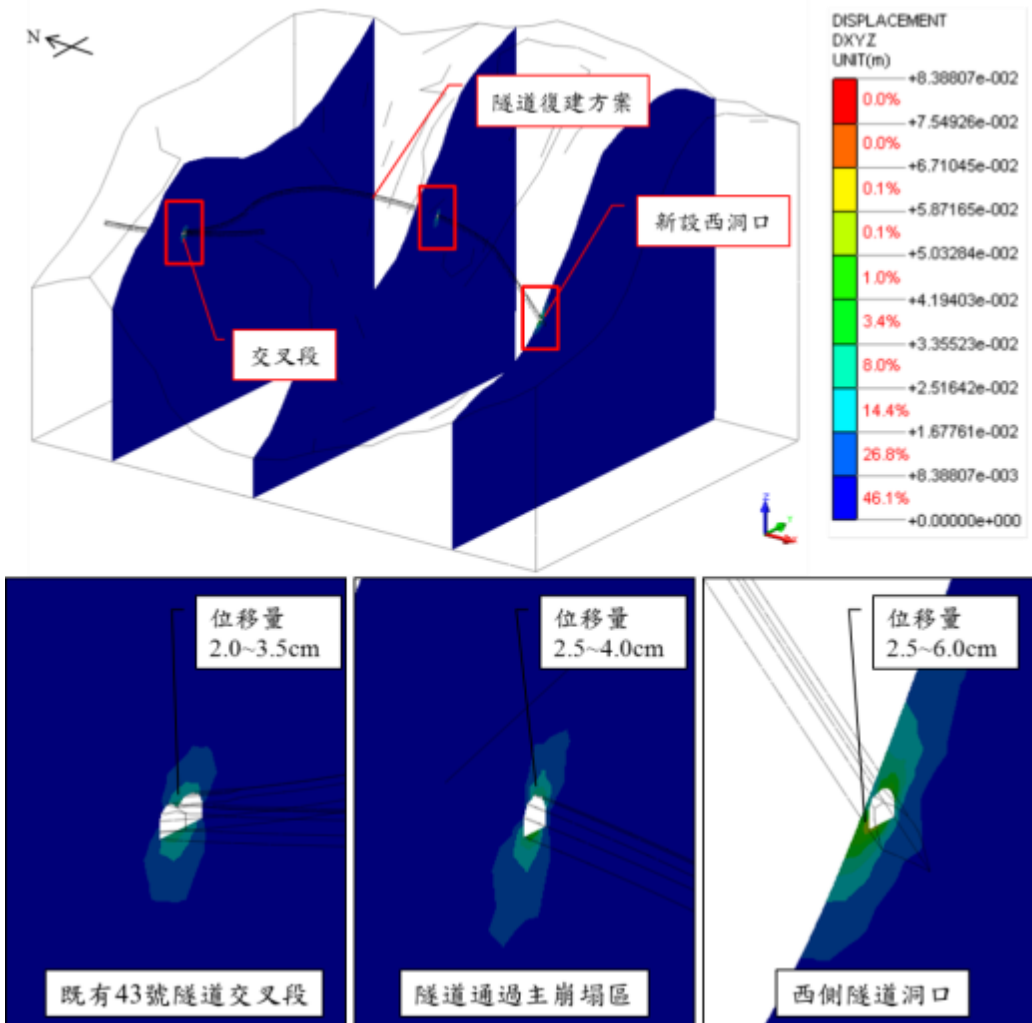 N
隧道復建方案
新設西洞口
交叉段
DISPLACEMENT
DXYZ
UNIT(m)
+8.38807e-002
0.0%
+7.54926e-002
0.0%
+6.71045e-002
0.1%
+5.87165e-002
0.1%
+5.03284e-002
1.0%
+4.19403e-002
3.4%
+3.35523e-002
8.0%
+2.51642e-002
14.4%
+1.67761e-002
26.8%
+8.38807e-003
46.1%
+0.00000e+000
Z
位移量
2.0~3.5cm
既有43號隧道交叉段
位移量
2.5~4.0cm
隧道通過主崩塌區
位移量
2.5~6.0cm
西側隧道洞口